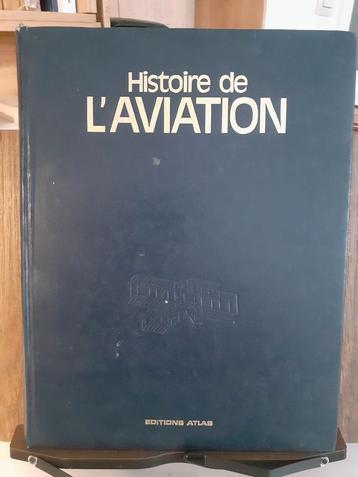 Histoire de
L'AVIATION
EDITIONS ATLAS